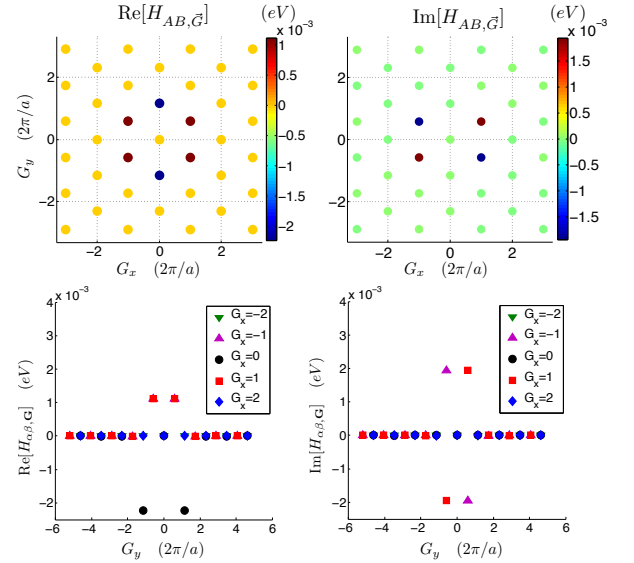 Re[H_{AB,\vec{G}}] (eV)
x 10^{-3}
1
0.5
0
-0.5
-1
-1.5
-2
2
0
−2
G_y (2π/a)
−2 0 2
G_x (2π/a)
Im[H_{AB,\vec{G}}] (eV)
x 10^{-3}
1.5
1
0.5
0
-0.5
-1
-1.5
2
0
−2
−2 0 2
G_x (2π/a)
x 10^{-3}
4
3
2
1
0
−1
−2
Re[H_{αβ,G}] (eV)
G_x=-2
G_x=-1
G_x=0
G_x=1
G_x=2
−6 −4 −2 0 2 4 6
G_y (2π/a)
x 10^{-3}
4
3
2
1
0
−1
−2
Im[H_{αβ,G}] (eV)
G_x=-2
G_x=-1
G_x=0
G_x=1
G_x=2
−6 −4 −2 0 2 4 6
G_y (2π/a)